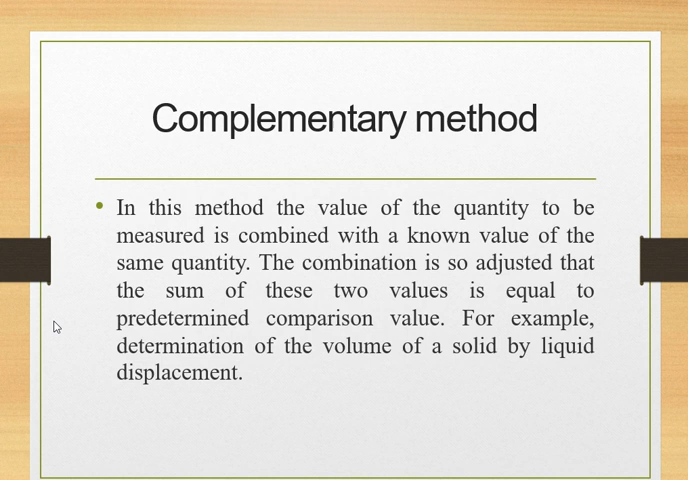 Complementary method
• In this method the value of the quantity to be
measured is combined with a known value of the
same quantity. The combination is so adjusted that
the sum of these two values is equal to
predetermined comparison value. For example,
determination of the volume of a solid by liquid
displacement.